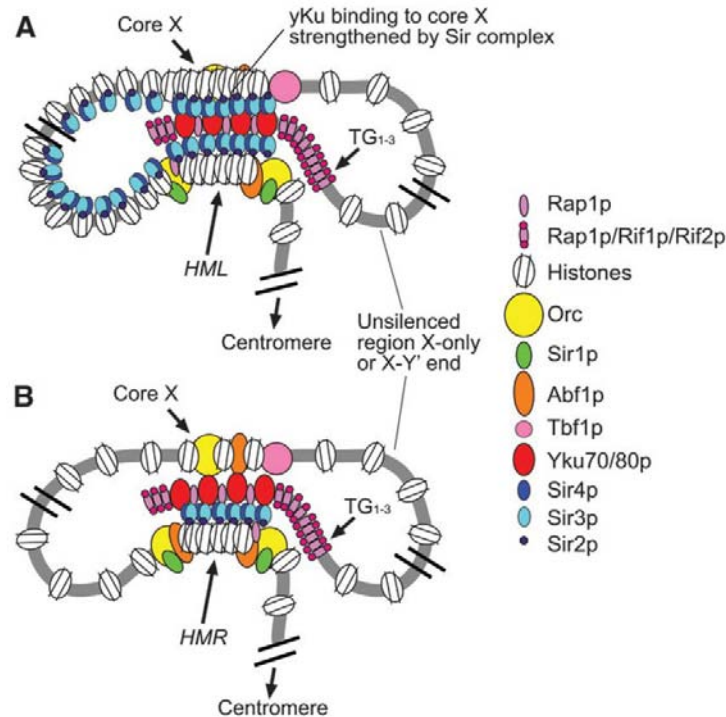 A
Core X
yKu binding to core X
strengthened by Sir complex
TG1-3
HML
Centromere
Unsilenced
region X-only
or X-Y' end
B
Core X
TG1-3
HMR
Centromere
Rap1p
Rap1p/Rif1p/Rif2p
Histones
Orc
Sir1p
Abf1p
Tbf1p
Yku70/80p
Sir4p
Sir3p
Sir2p